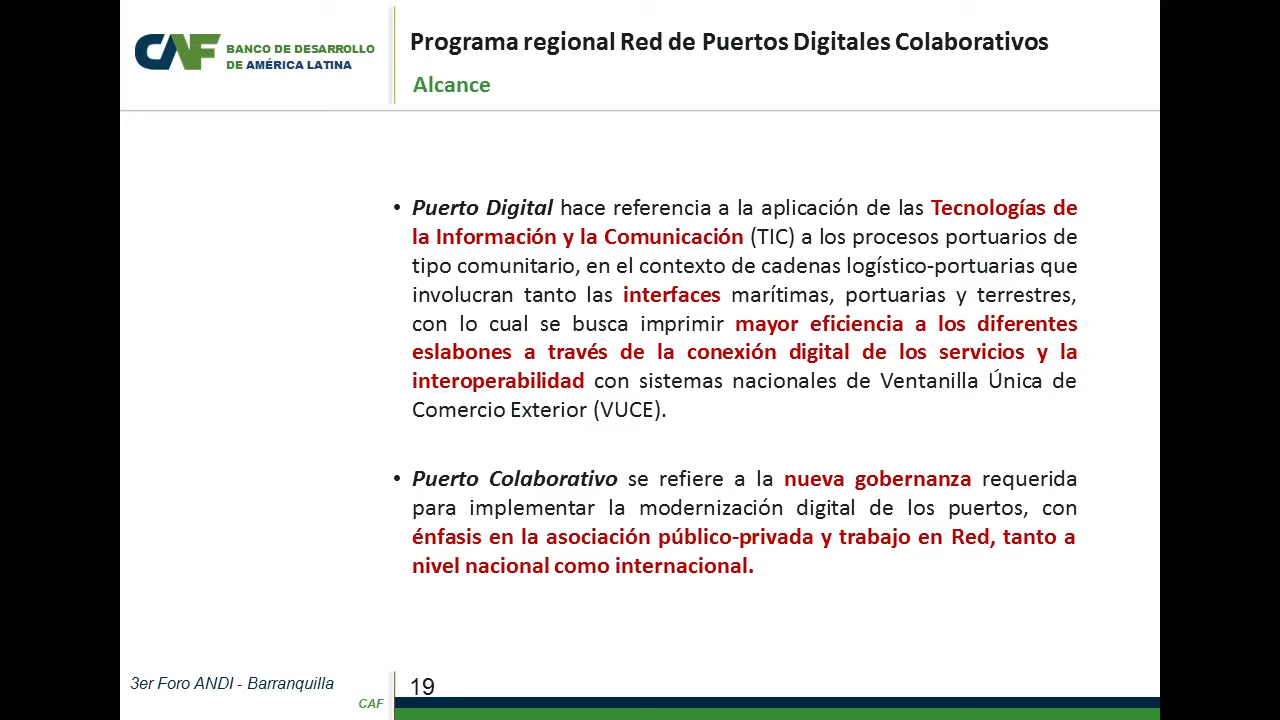 CAF BANCO DE DESARROLLO
DE AMÉRICA LATINA
Programa regional Red de Puertos Digitales Colaborativos
Alcance
• Puerto Digital hace referencia a la aplicación de las Tecnologías de
la Información y la Comunicación (TIC) a los procesos portuarios de
tipo comunitario, en el contexto de cadenas logístico-portuarias que
involucran tanto las interfaces marítimas, portuarias y terrestres,
con lo cual se busca imprimir mayor eficiencia a los diferentes
eslabones a través de la conexión digital de los servicios y la
interoperabilidad con sistemas nacionales de Ventanilla Única de
Comercio Exterior (VUCE).
• Puerto Colaborativo se refiere a la nueva gobernanza requerida
para implementar la modernización digital de los puertos, con
énfasis en la asociación público-privada y trabajo en Red, tanto a
nivel nacional como internacional.
3er Foro ANDI - Barranquilla
CAF
19